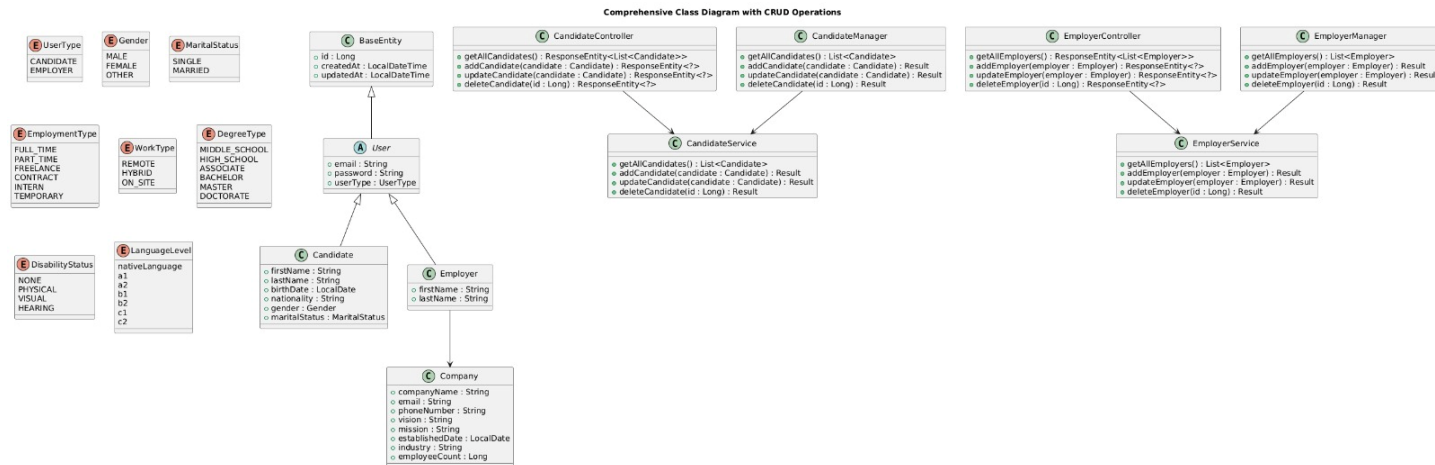 Comprehensive Class Diagram with CRUD Operations
E UserType
CANDIDATE
EMPLOYER
E Gender
MALE
FEMALE
OTHER
E MaritalStatus
SINGLE
MARRIED
C BaseEntity
id : Long
createdAt : LocalDateTime
updatedAt : LocalDateTime
C CandidateController
getAllCandidates() : ResponseEntity<List<Candidate>>
addCandidate(candidate : Candidate) : ResponseEntity<?>
updateCandidate(candidate : Candidate) : ResponseEntity<?>
deleteCandidate(id : Long) : ResponseEntity<?>
C CandidateManager
getAllCandidates() : List<Candidate>
addCandidate(candidate : Candidate) : Result
updateCandidate(candidate : Candidate) : Result
deleteCandidate(id : Long) : Result
C EmployerController
getAllEmployers() : ResponseEntity<List<Employer>>
addEmployer(employer : Employer) : ResponseEntity<?>
updateEmployer(employer : Employer) : ResponseEntity<?>
deleteEmployer(id : Long) : ResponseEntity<?>
C EmployerManager
getAllEmployers() : List<Employer>
addEmployer(employer : Employer) : Result
updateEmployer(employer : Employer) : Result
deleteEmployer(id : Long) : Result
E EmploymentType
FULL_TIME
PART_TIME
FREELANCE
CONTRACT
INTERN
TEMPORARY
E WorkType
REMOTE
HYBRID
ON_SITE
E DegreeType
MIDDLE_SCHOOL
HIGH_SCHOOL
ASSOCIATE
BACHELOR
MASTER
DOCTORATE
A User
email : String
password : String
userType : UserType
C CandidateService
getAllCandidates() : List<Candidate>
addCandidate(candidate : Candidate) : Result
updateCandidate(candidate : Candidate) : Result
deleteCandidate(id : Long) : Result
C EmployerService
getAllEmployers() : List<Employer>
addEmployer(employer : Employer) : Result
updateEmployer(employer : Employer) : Result
deleteEmployer(id : Long) : Result
E DisabilityStatus
NONE
PHYSICAL
VISUAL
HEARING
E LanguageLevel
nativeLanguage
a1
a2
b1
b2
c1
c2
C Candidate
firstName : String
lastName : String
birthDate : LocalDate
nationality : String
gender : Gender
maritalStatus : MaritalStatus
C Employer
firstName : String
lastName : String
C Company
companyName : String
email : String
phoneNumber : String
vision : String
mission : String
establishedDate : LocalDate
industry : String
employeeCount : Long